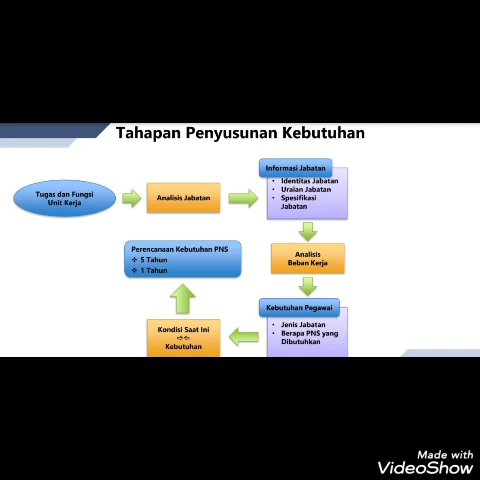 Tahapan Penyusunan Kebutuhan
Tugas dan Fungsi
Unit Kerja
Analisis Jabatan
Informasi Jabatan
• Identitas Jabatan
• Uraian Jabatan
• Spesifikasi
Jabatan
Analisis
Beban Kerja
Kebutuhan Pegawai
• Jenis Jabatan
• Berapa PNS yang
Dibutuhkan
Kondisi Saat Ini
⇨⇦
Kebutuhan
Perencanaan Kebutuhan PNS
❖ 5 Tahun
❖ 1 Tahun
Made with
VideoShow